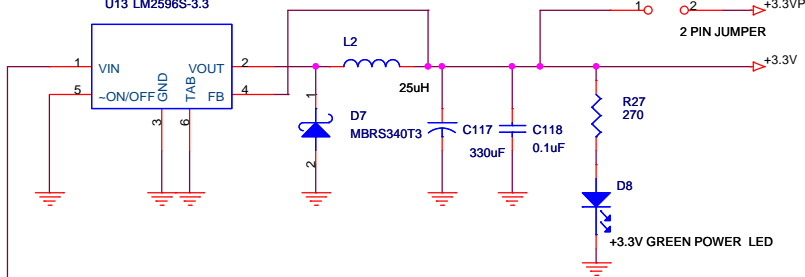 U13 LM2596S-3.3
1
2
+3.3VP
2 PIN JUMPER
L2
1
VIN
VOUT
2
+3.3V
5
~ON/OFF
GND
TAB
FB
4
25uH
3
6
1
D7
MBRS340T3
2
C117
330uF
C118
0.1uF
R27
270
D8
+3.3V GREEN POWER LED